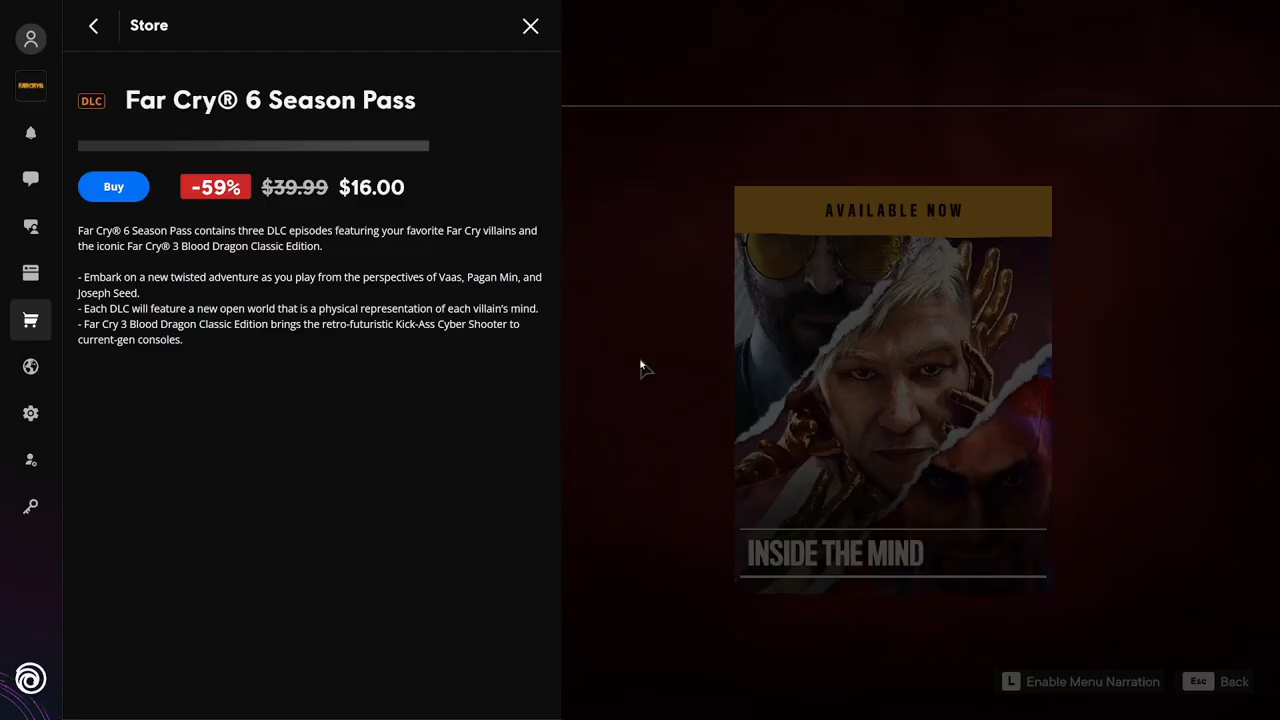 Store
DLC Far Cry® 6 Season Pass
Buy -59% $39.99 $16.00
Far Cry® 6 Season Pass contains three DLC episodes featuring your favorite Far Cry villains and
the iconic Far Cry® 3 Blood Dragon Classic Edition.
- Embark on a new twisted adventure as you play from the perspectives of Vaas, Pagan Min, and
Joseph Seed.
- Each DLC will feature a new open world that is a physical representation of each villain's mind.
- Far Cry 3 Blood Dragon Classic Edition brings the retro-futuristic Kick-Ass Cyber Shooter to
current-gen consoles.
AVAILABLE NOW
INSIDE THE MIND
L Enable Menu Narration Esc Back